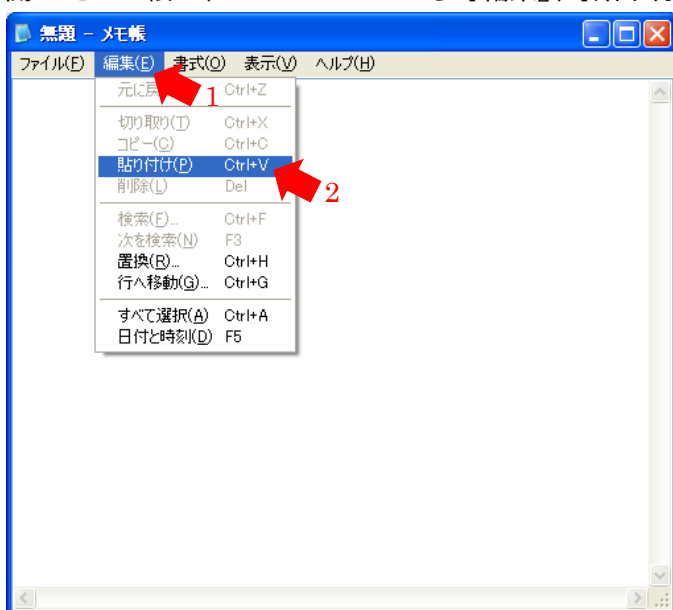 無題 - メモ帳
ファイル(F) 編集(E) 書式(O) 表示(V) ヘルプ(H)
元に戻 Ctrl+Z
1
切り取り(T) Ctrl+X
コピー(C) Ctrl+C
貼り付け(P) Ctrl+V
削除(L) Del
2
検索(F)... Ctrl+F
次を検索(N) F3
置換(R)... Ctrl+H
行へ移動(G)... Ctrl+G
すべて選択(A) Ctrl+A
日付と時刻(D) F5